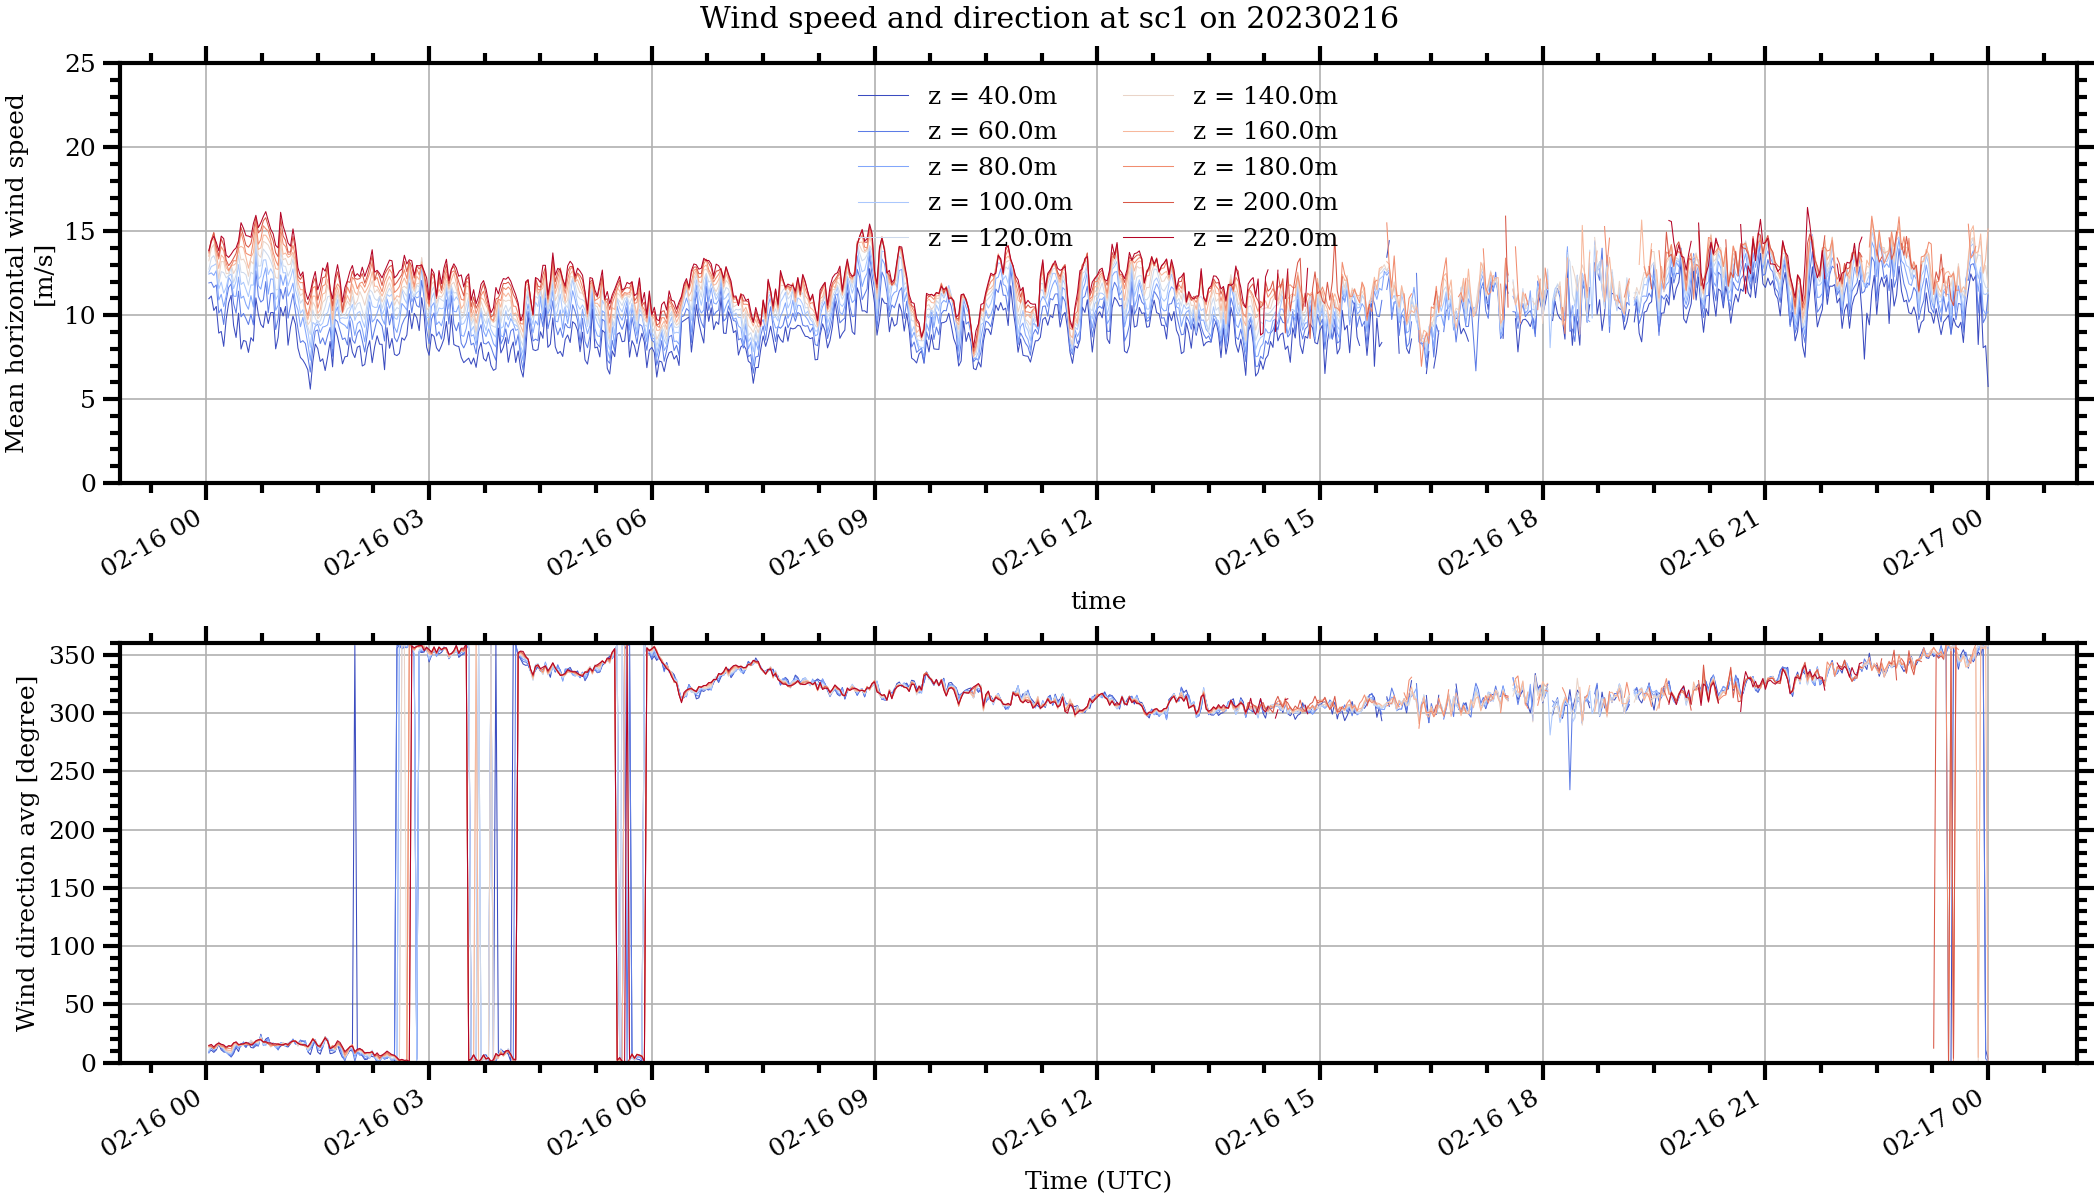 Wind speed and direction at sc1 on 20230216
Mean horizontal wind speed
[m/s]
25
20
15
10
5
0
z = 40.0m
z = 60.0m
z = 80.0m
z = 100.0m
z = 120.0m
z = 140.0m
z = 160.0m
z = 180.0m
z = 200.0m
z = 220.0m
02-16 00
02-16 03
02-16 06
02-16 09
02-16 12
02-16 15
02-16 18
02-16 21
02-17 00
time
Wind direction avg [degree]
350
300
250
200
150
100
50
0
02-16 00
02-16 03
02-16 06
02-16 09
02-16 12
02-16 15
02-16 18
02-16 21
02-17 00
Time (UTC)